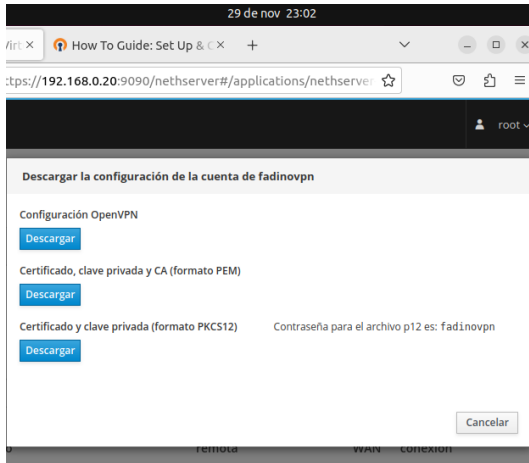 29 de nov 23:02
How To Guide: Set Up & C
192.168.0.20:9090/nethserver#/applications/nethserver
root
Descargar la configuración de la cuenta de fadinovpn
Configuración OpenVPN
Descargar
Certificado, clave privada y CA (formato PEM)
Descargar
Certificado y clave privada (formato PKCS12) Contraseña para el archivo p12 es: fadinovpn
Descargar
Cancelar
remota WAN conexión